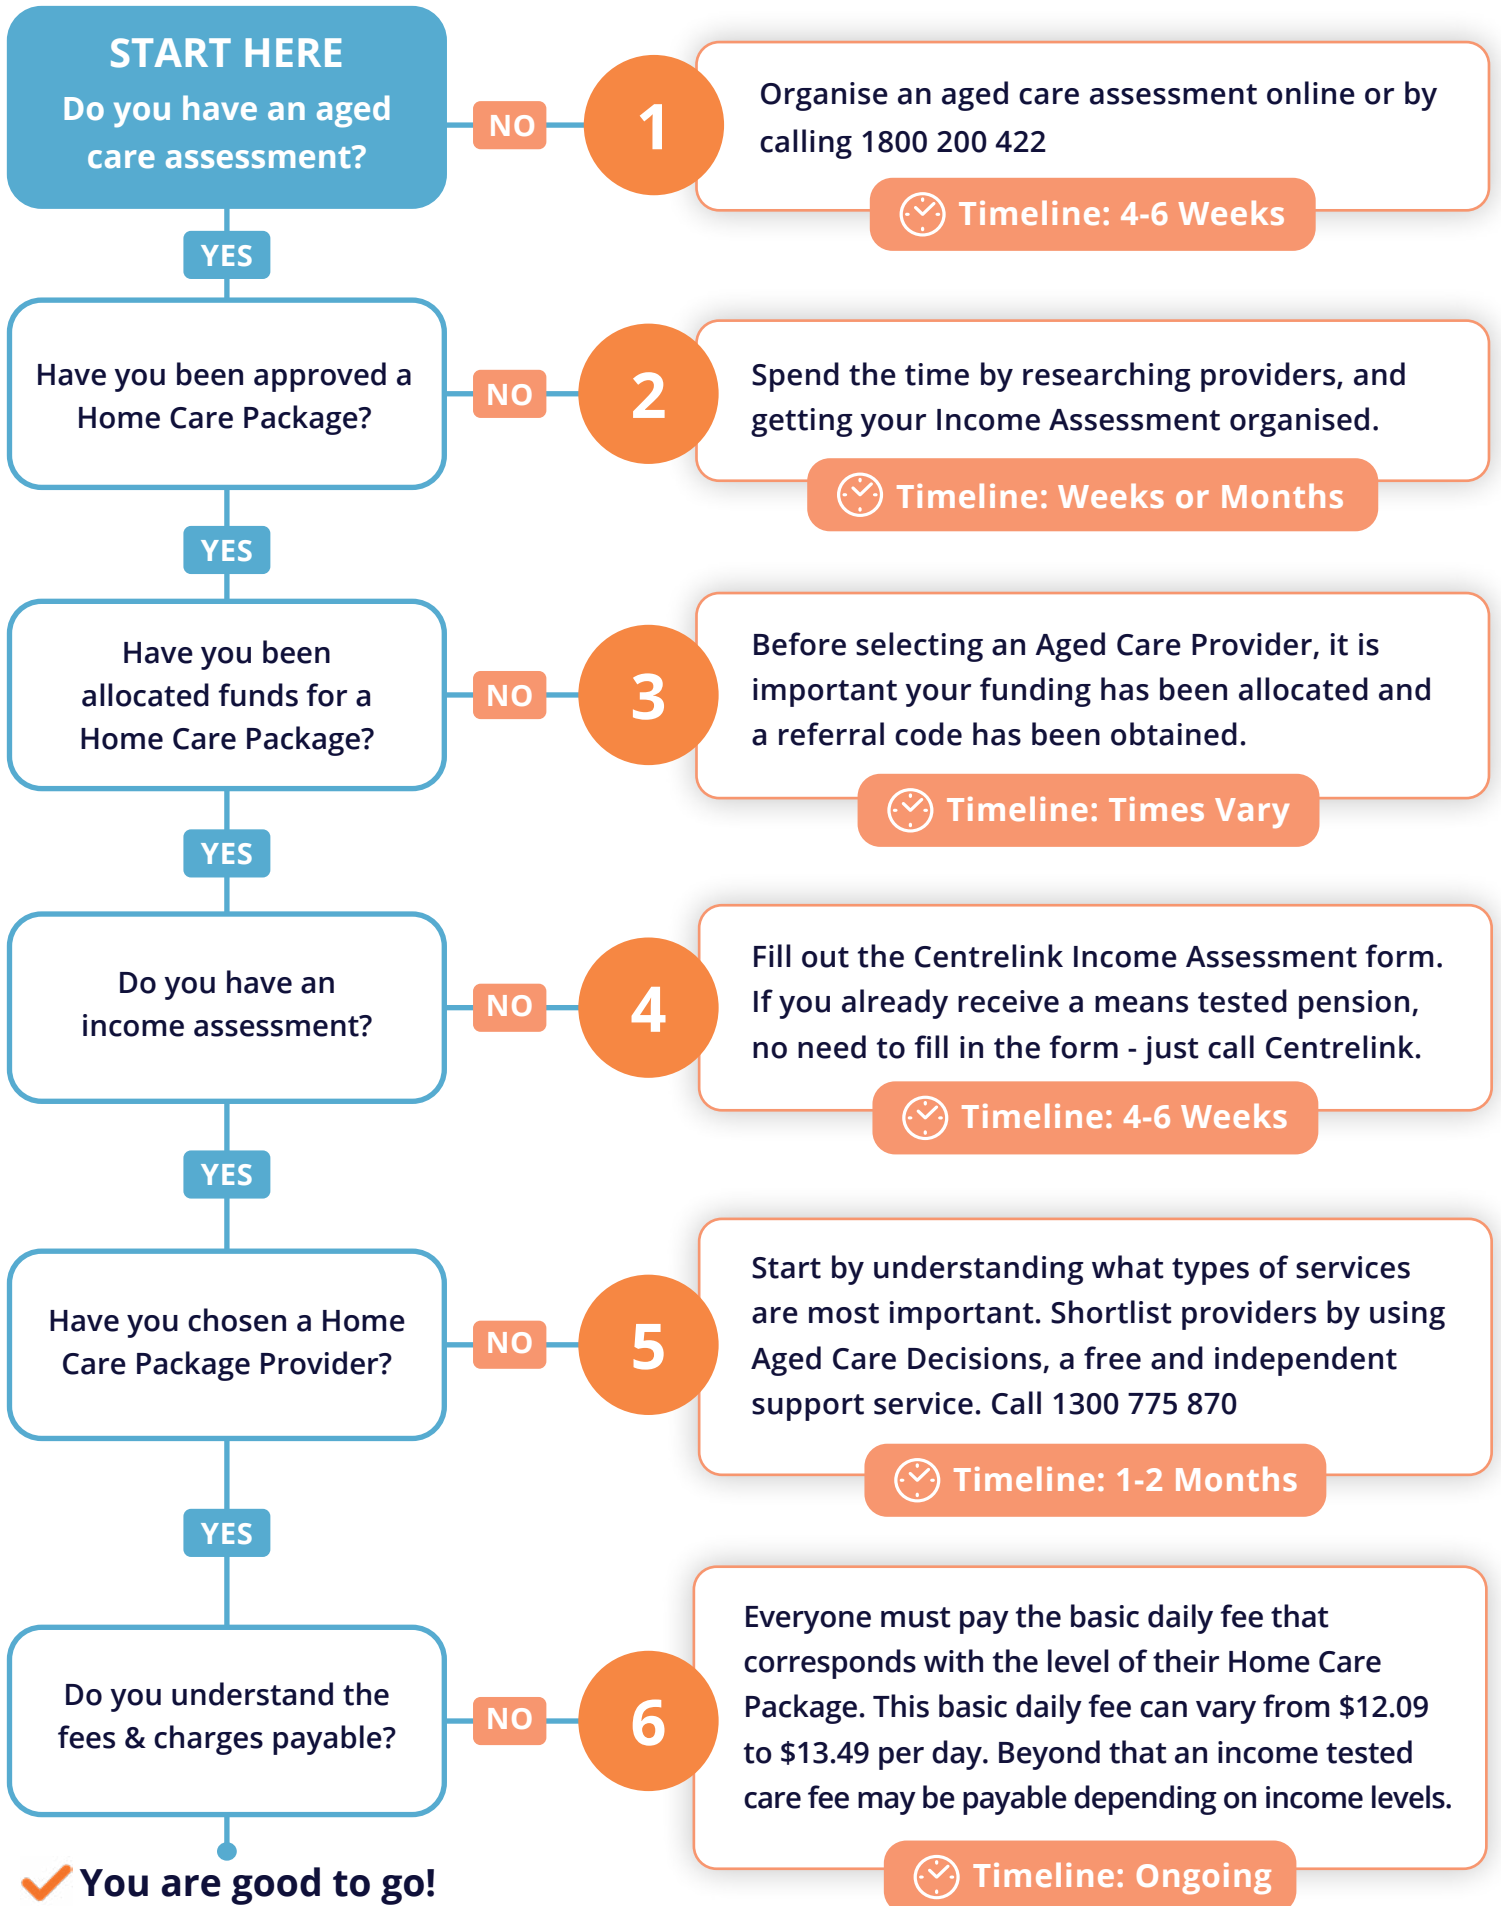 START HERE
Do you have an aged
care assessment?
NO
1
Organise an aged care assessment online or by
calling 1800 200 422
Timeline: 4-6 Weeks
YES
Have you been approved a
Home Care Package?
NO
2
Spend the time by researching providers, and
getting your Income Assessment organised.
Timeline: Weeks or Months
YES
Have you been
allocated funds for a
Home Care Package?
NO
3
Before selecting an Aged Care Provider, it is
important your funding has been allocated and
a referral code has been obtained.
Timeline: Times Vary
YES
Do you have an
income assessment?
NO
4
Fill out the Centrelink Income Assessment form.
If you already receive a means tested pension,
no need to fill in the form - just call Centrelink.
Timeline: 4-6 Weeks
YES
Have you chosen a Home
Care Package Provider?
NO
5
Start by understanding what types of services
are most important. Shortlist providers by using
Aged Care Decisions, a free and independent
support service. Call 1300 775 870
Timeline: 1-2 Months
YES
Do you understand the
fees & charges payable?
NO
6
Everyone must pay the basic daily fee that
corresponds with the level of their Home Care
Package. This basic daily fee can vary from $12.09
to $13.49 per day. Beyond that an income tested
care fee may be payable depending on income levels.
Timeline: Ongoing
You are good to go!